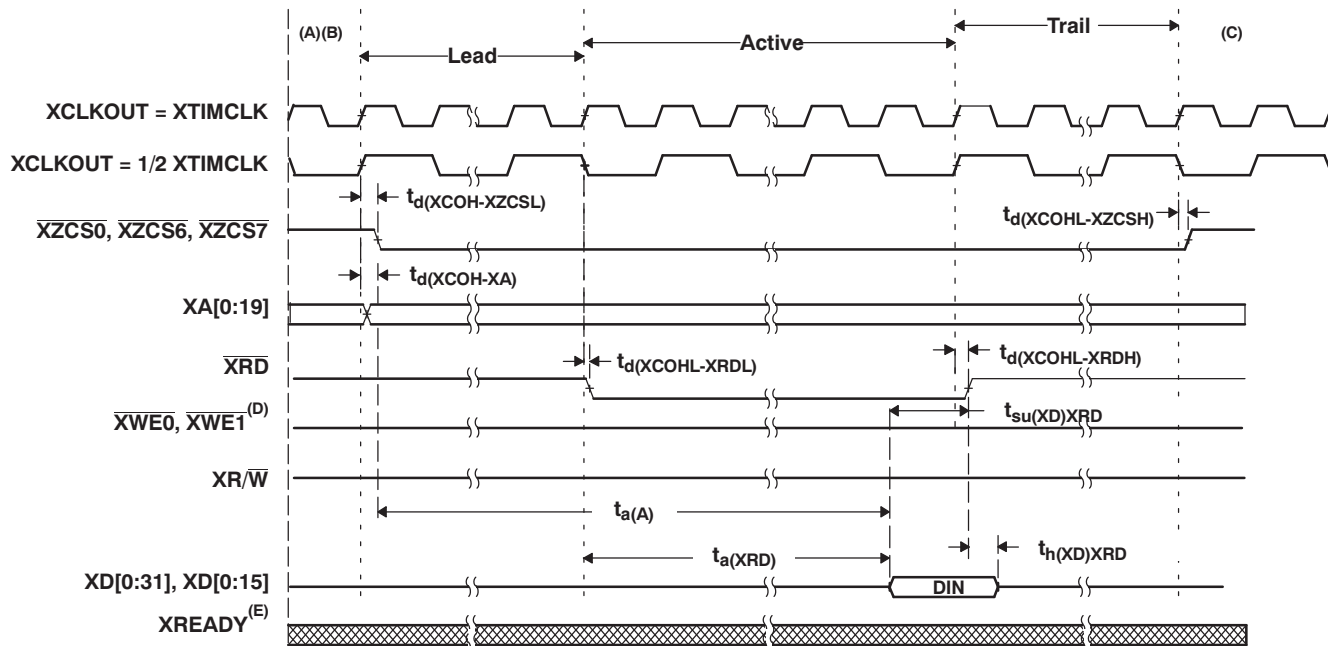 (A)(B)
Lead
Active
Trail
(C)
XCLKOUT = XTIMCLK
XCLKOUT = 1/2 XTIMCLK
td(XCOH-XZCSL)
td(XCOHL-XZCSH)
XZCS0, XZCS6, XZCS7
td(XCOH-XA)
XA[0:19]
td(XCOHL-XRDL)
td(XCOHL-XRDH)
XRD
tsu(XD)XRD
XWE0, XWE1(D)
XR/W
ta(A)
ta(XRD)
th(XD)XRD
XD[0:31], XD[0:15]
DIN
XREADY(E)